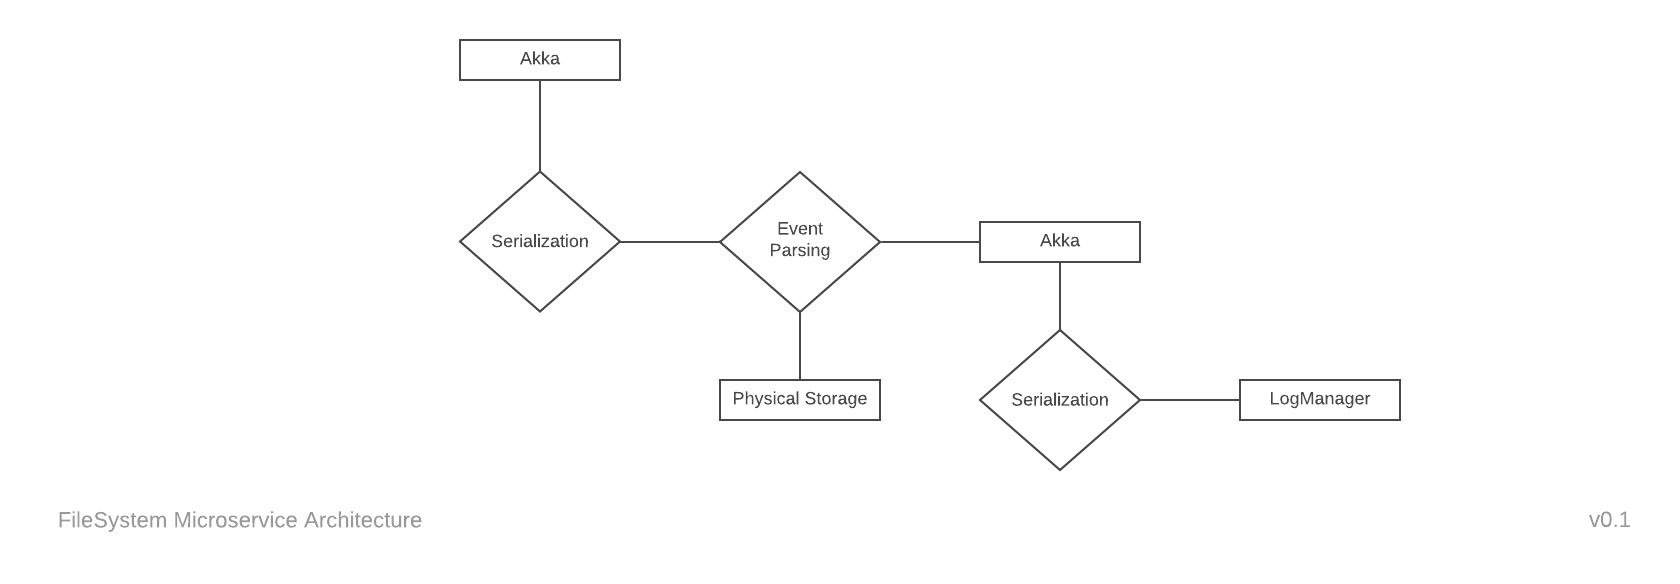 Akka
Serialization
Event
Parsing
Akka
Physical Storage
Serialization
LogManager
FileSystem Microservice Architecture
v0.1